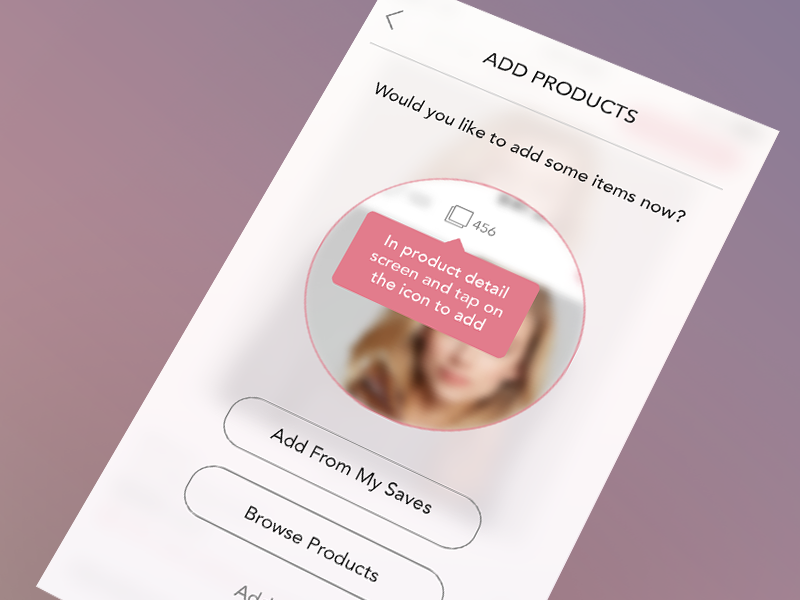 ADD PRODUCTS
Would you like to add some items now?
456
In product detail
screen and tap on
the icon to add
Add From My Saves
Browse Products